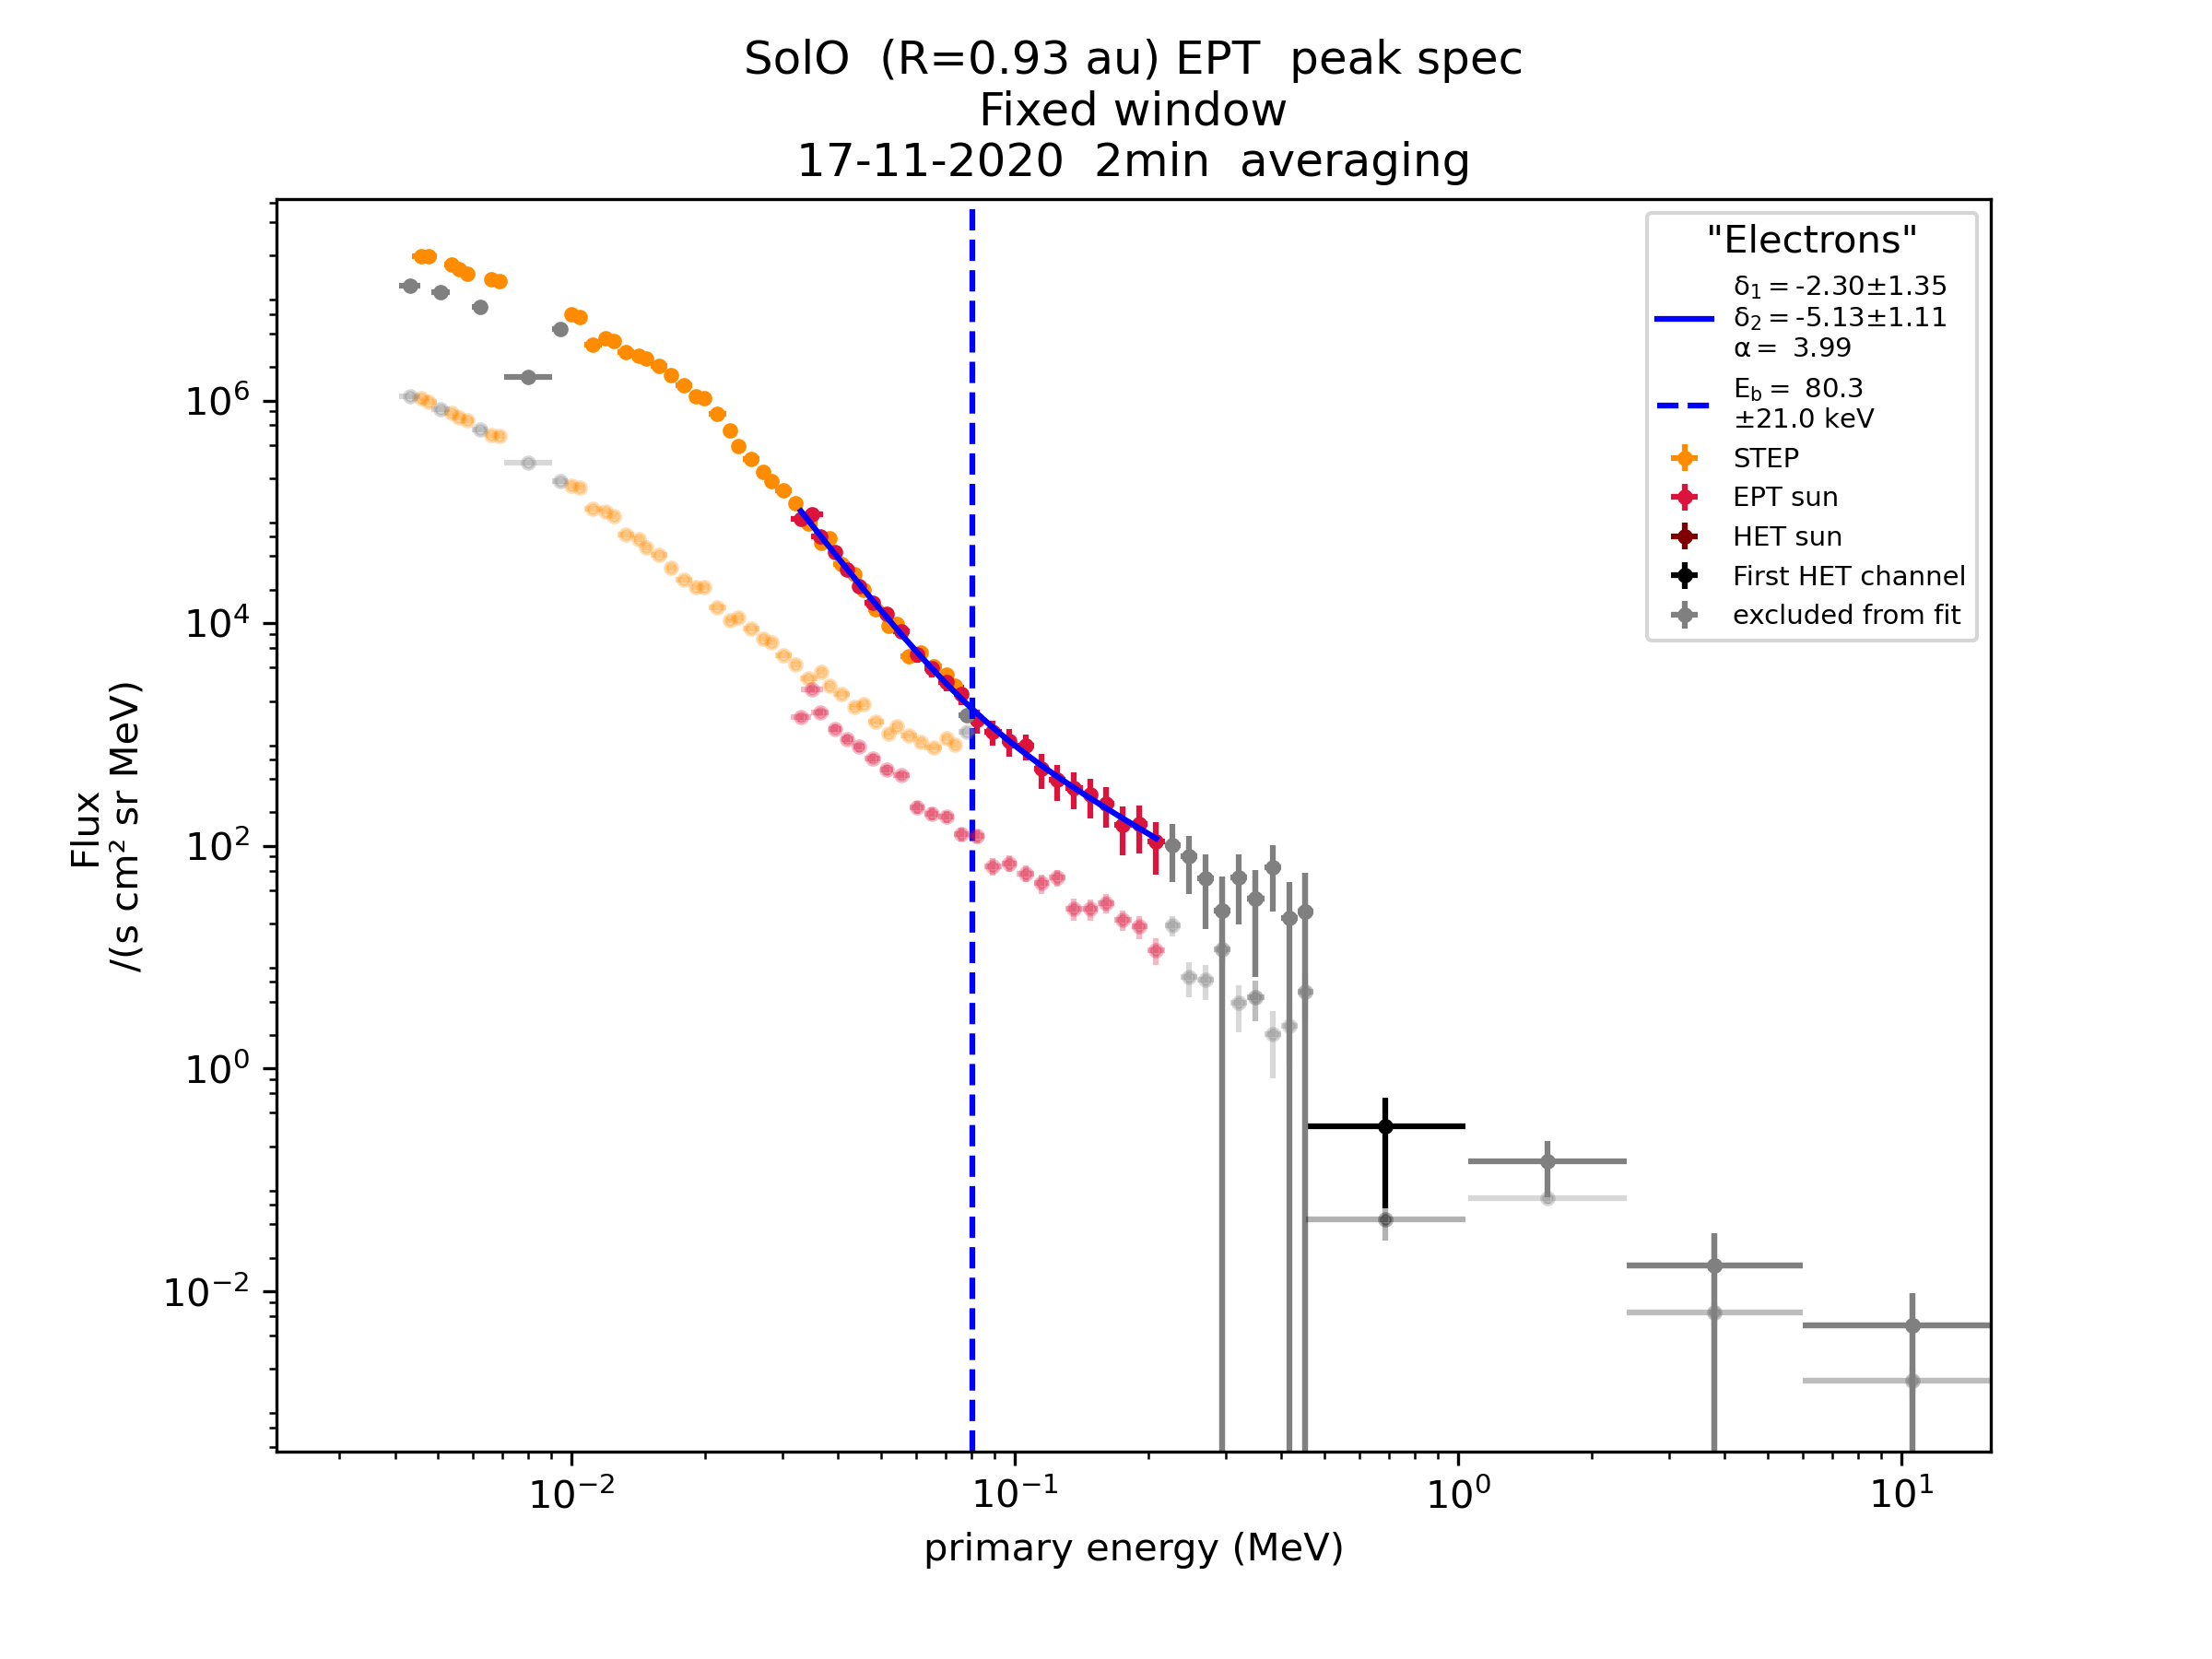 SolO  (R=0.93 au) EPT  peak spec
Fixed window
17-11-2020  2min  averaging
"Electrons"
δ₁ = -2.30±1.35
δ₂ = -5.13±1.11
α =  3.99
E_b =  80.3
±21.0 keV
STEP
EPT sun
HET sun
First HET channel
excluded from fit
Flux
/(s cm² sr MeV)
10⁶
10⁴
10²
10⁰
10⁻²
10⁻²
10⁻¹
10⁰
10¹
primary energy (MeV)